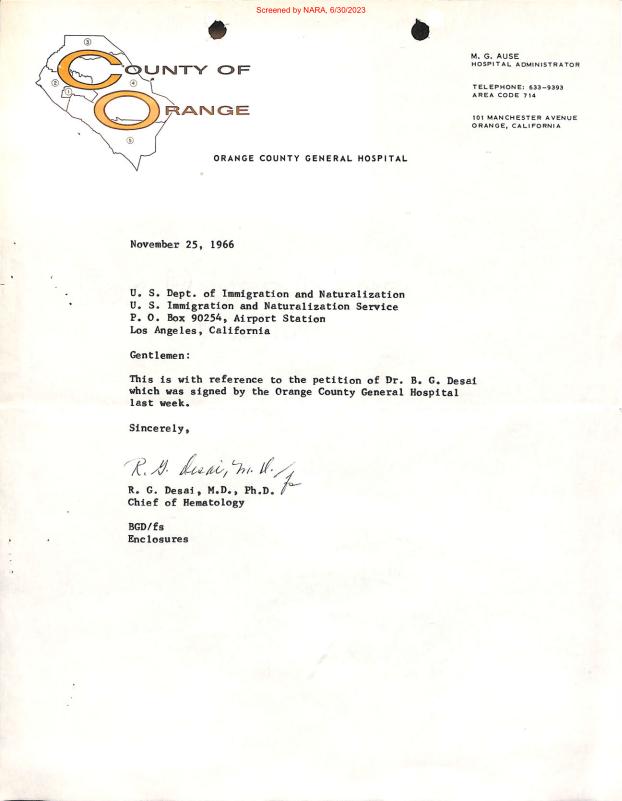 Screened by NARA, 6/30/2023
COUNTY OF
ORANGE
3
4
2
1
5
M. G. AUSE
HOSPITAL ADMINISTRATOR
TELEPHONE: 633-9393
AREA CODE 714
101 MANCHESTER AVENUE
ORANGE, CALIFORNIA
ORANGE COUNTY GENERAL HOSPITAL
November 25, 1966
U. S. Dept. of Immigration and Naturalization
U. S. Immigration and Naturalization Service
P. O. Box 90254, Airport Station
Los Angeles, California
Gentlemen:
This is with reference to the petition of Dr. B. G. Desai
which was signed by the Orange County General Hospital
last week.
Sincerely,
R. G. Desai, M. D. / fs
R. G. Desai, M.D., Ph.D.
Chief of Hematology
BGD/fs
Enclosures